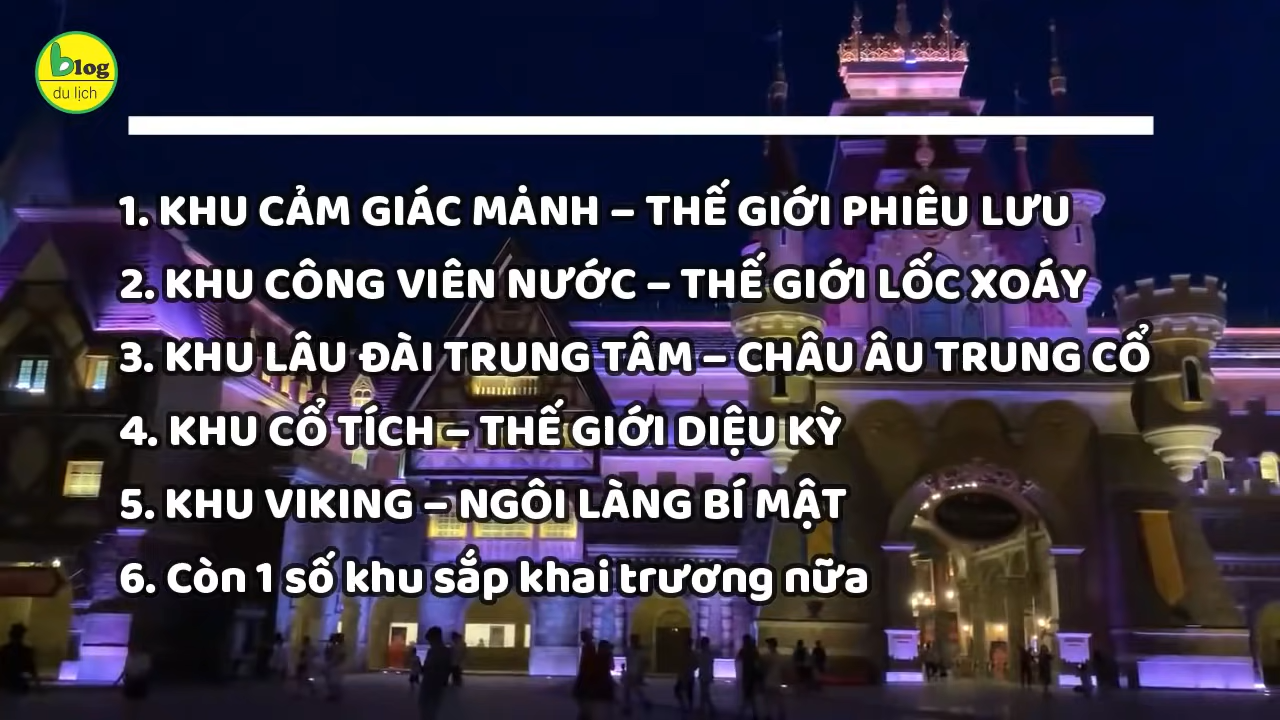 blog
du lịch
1. KHU CẢM GIÁC MẢNH – THẾ GIỚI PHIÊU LƯU
2. KHU CÔNG VIÊN NƯỚC – THẾ GIỚI LỐC XOÁY
3. KHU LÂU ĐÀI TRUNG TÂM – CHÂU ÂU TRUNG CỔ
4. KHU CỔ TÍCH – THẾ GIỚI DIỆU KỲ
5. KHU VIKING – NGÔI LÀNG BÍ MẬT
6. Còn 1 số khu sắp khai trương nữa